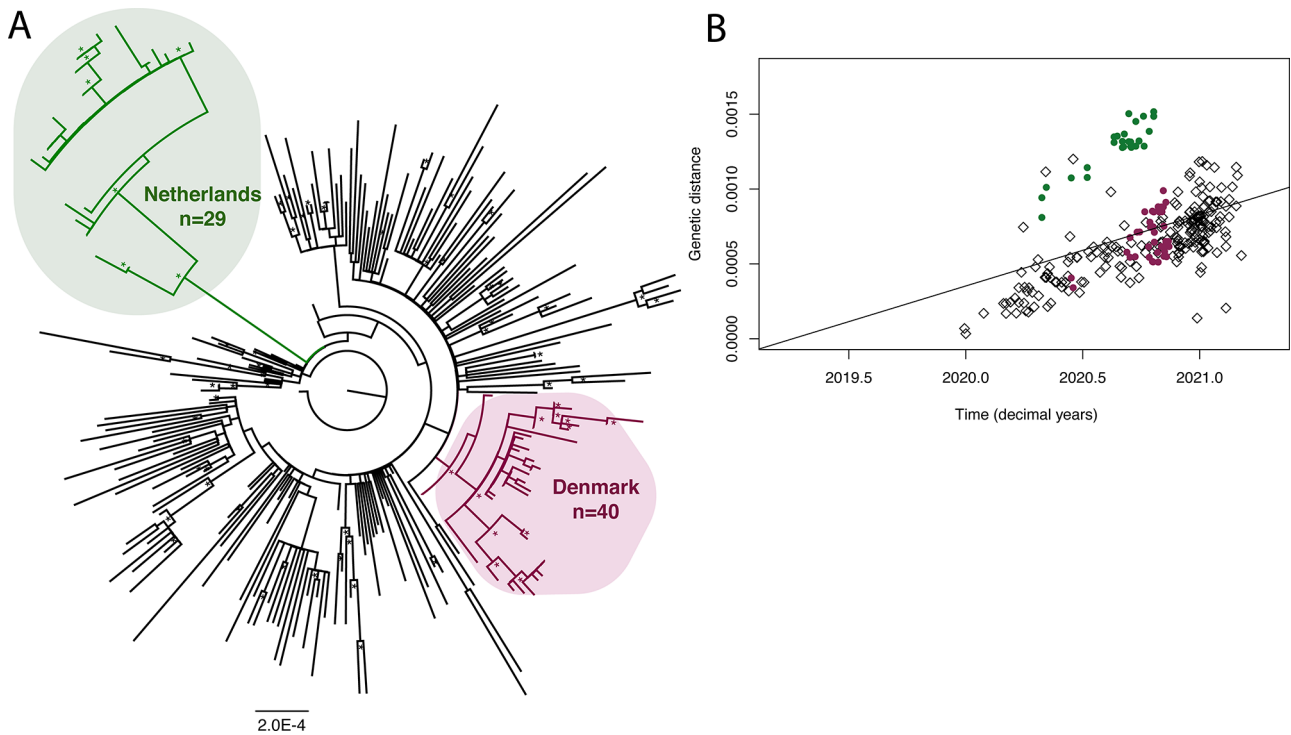 A
B
Netherlands
n=29
Denmark
n=40
2.0E-4
Genetic distance
0.0015
0.0010
0.0005
0.0000
2019.5 2020.0 2020.5 2021.0
Time (decimal years)